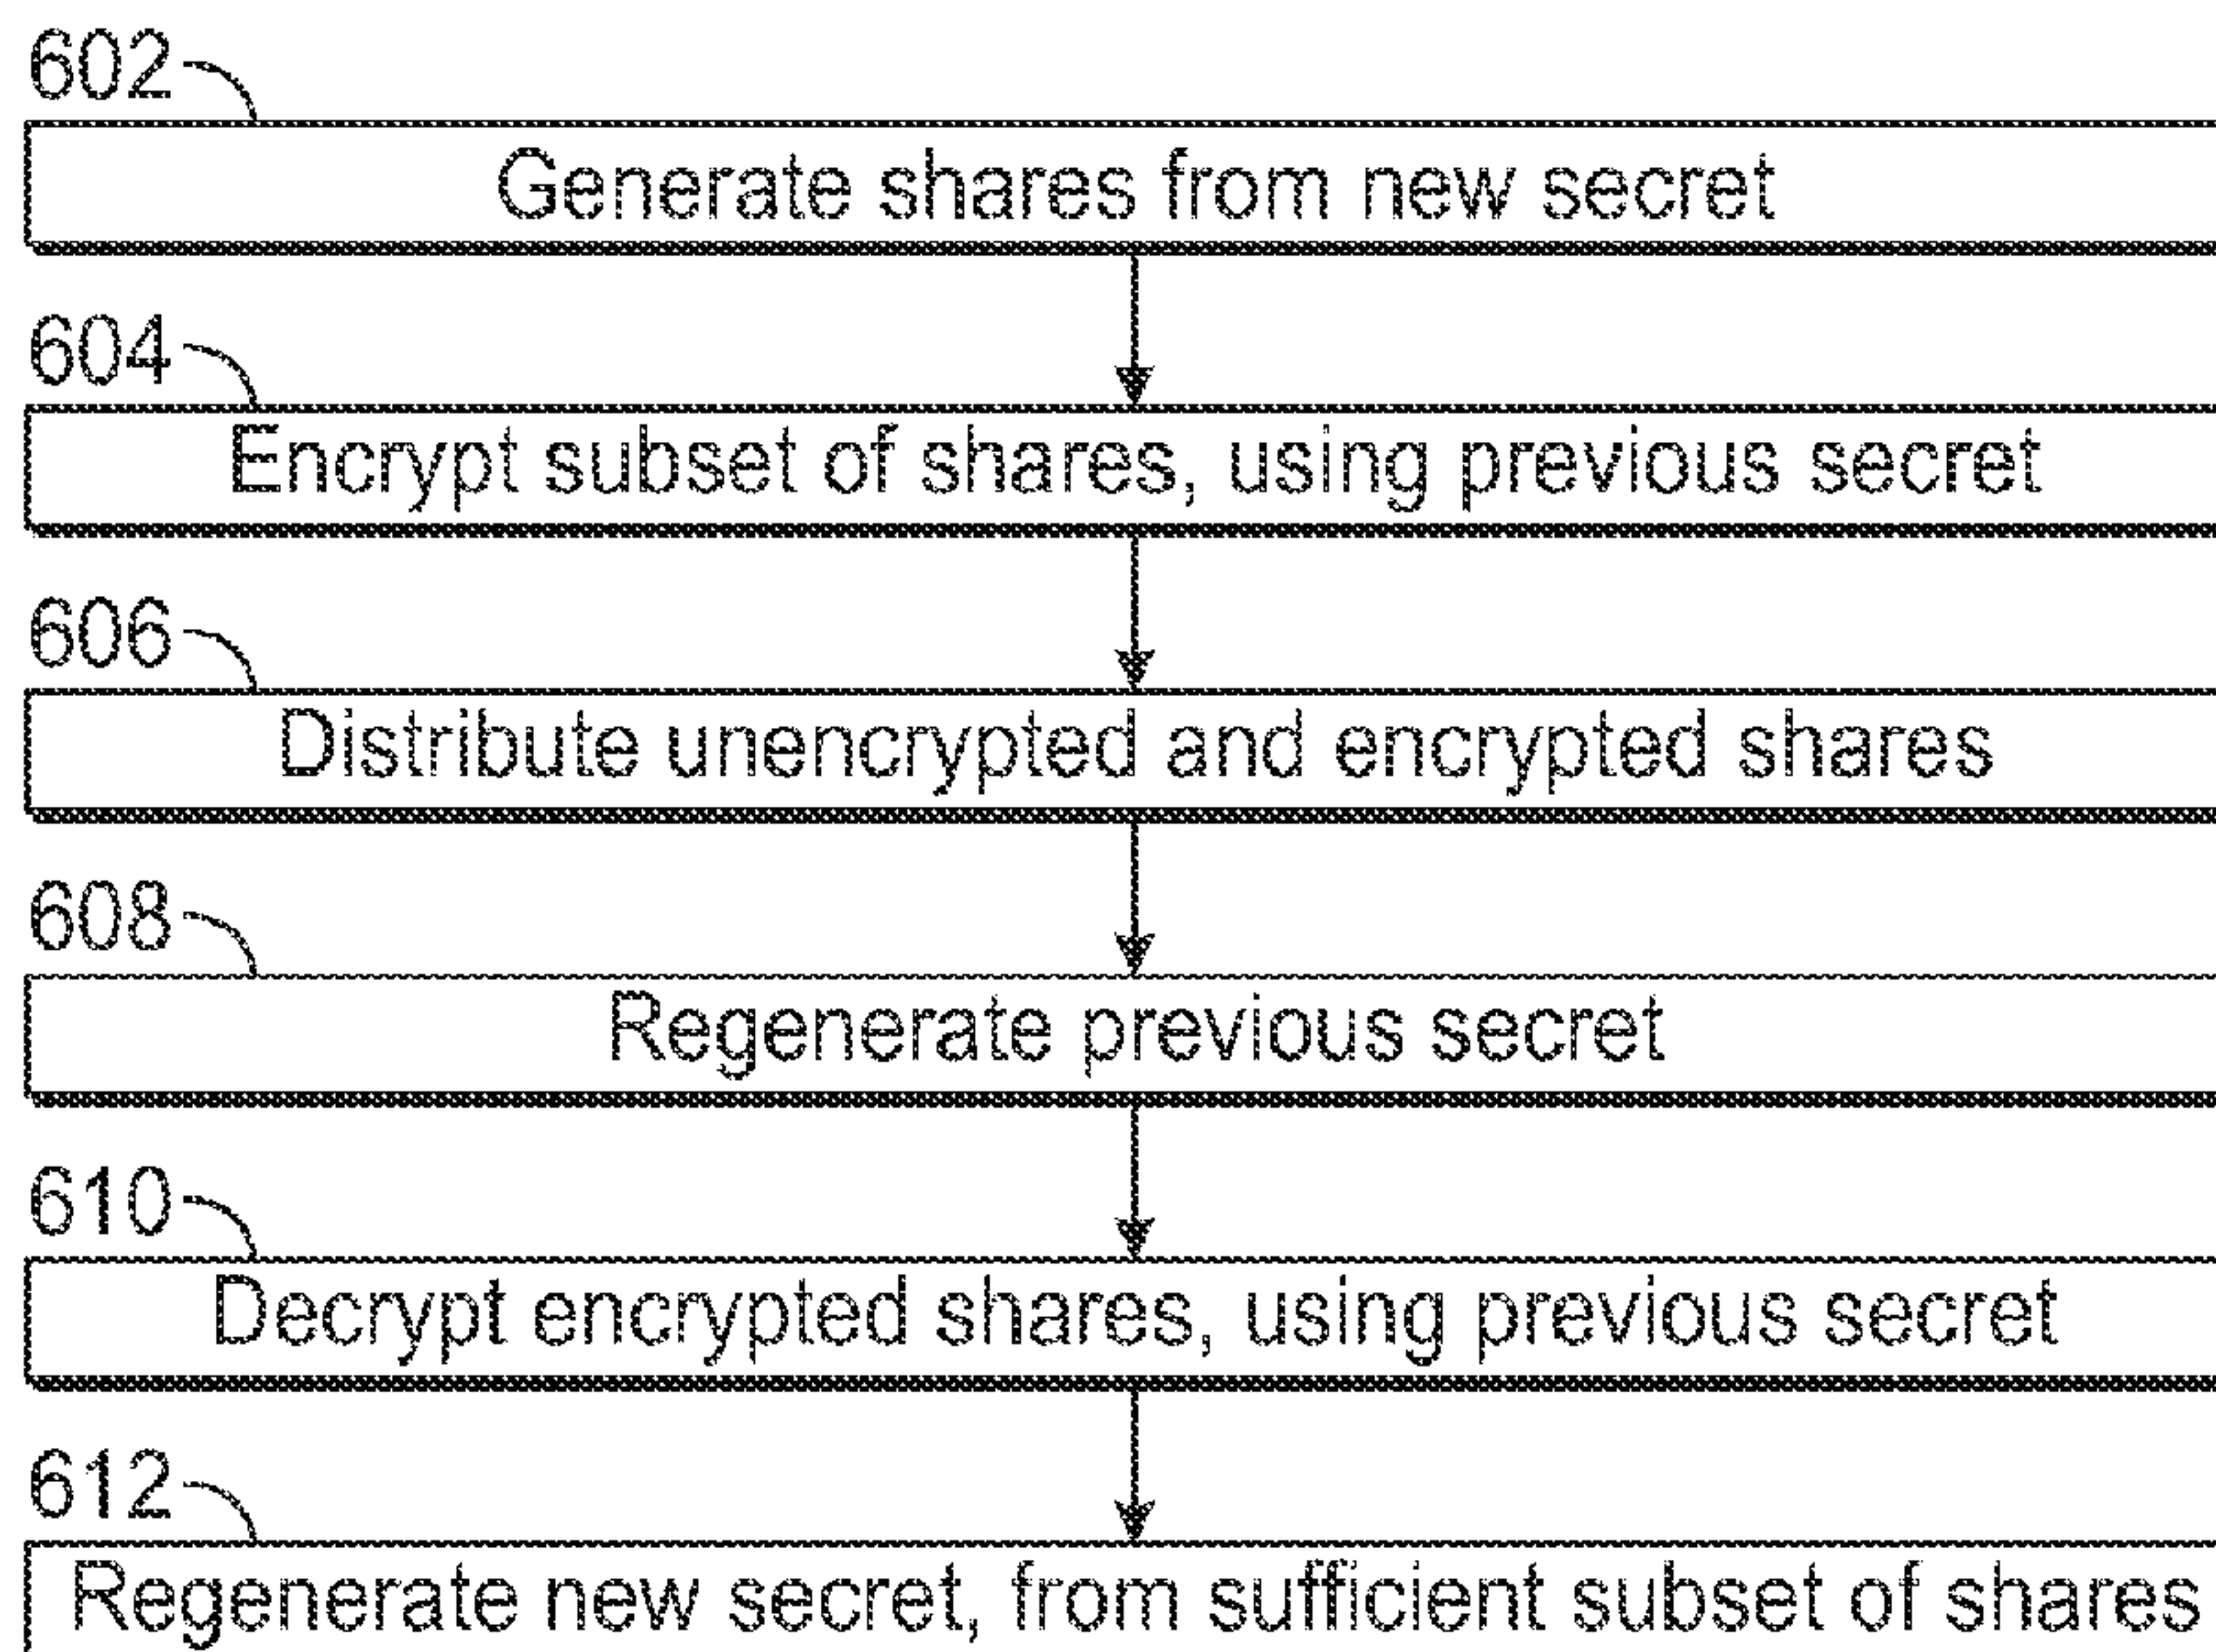 602
Generate shares from new secret
604
Encrypt subset of shares, using previous secret
606
Distribute unencrypted and encrypted shares
608
Regenerate previous secret
610
Decrypt encrypted shares, using previous secret
612
Regenerate new secret, from sufficient subset of shares